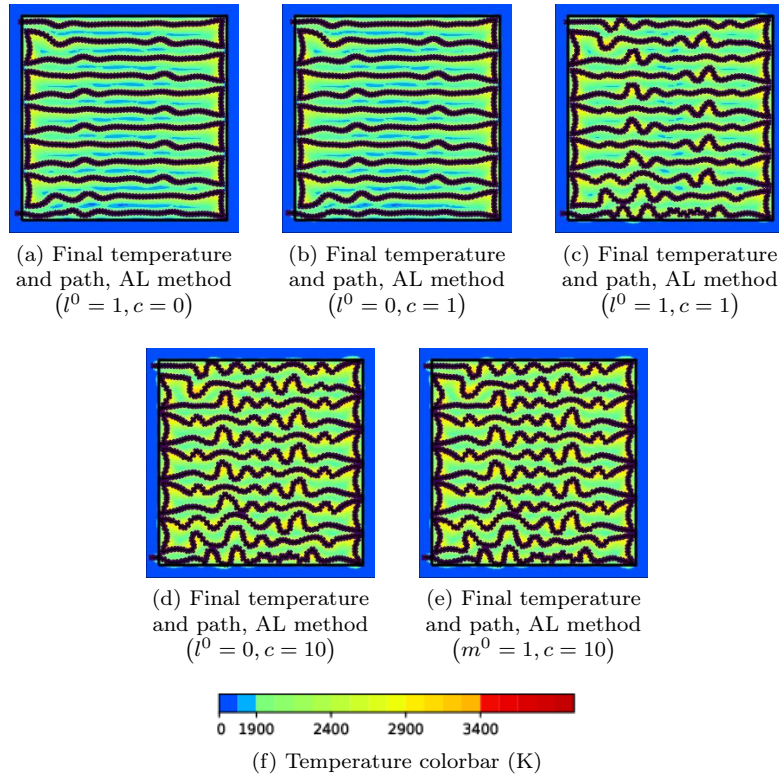 (a) Final temperature
and path, AL method
(l⁰ = 1, c = 0)
(b) Final temperature
and path, AL method
(l⁰ = 0, c = 1)
(c) Final temperature
and path, AL method
(l⁰ = 1, c = 1)
(d) Final temperature
and path, AL method
(l⁰ = 0, c = 10)
(e) Final temperature
and path, AL method
(m⁰ = 1, c = 10)
0 1900 2400 2900 3400
(f) Temperature colorbar (K)